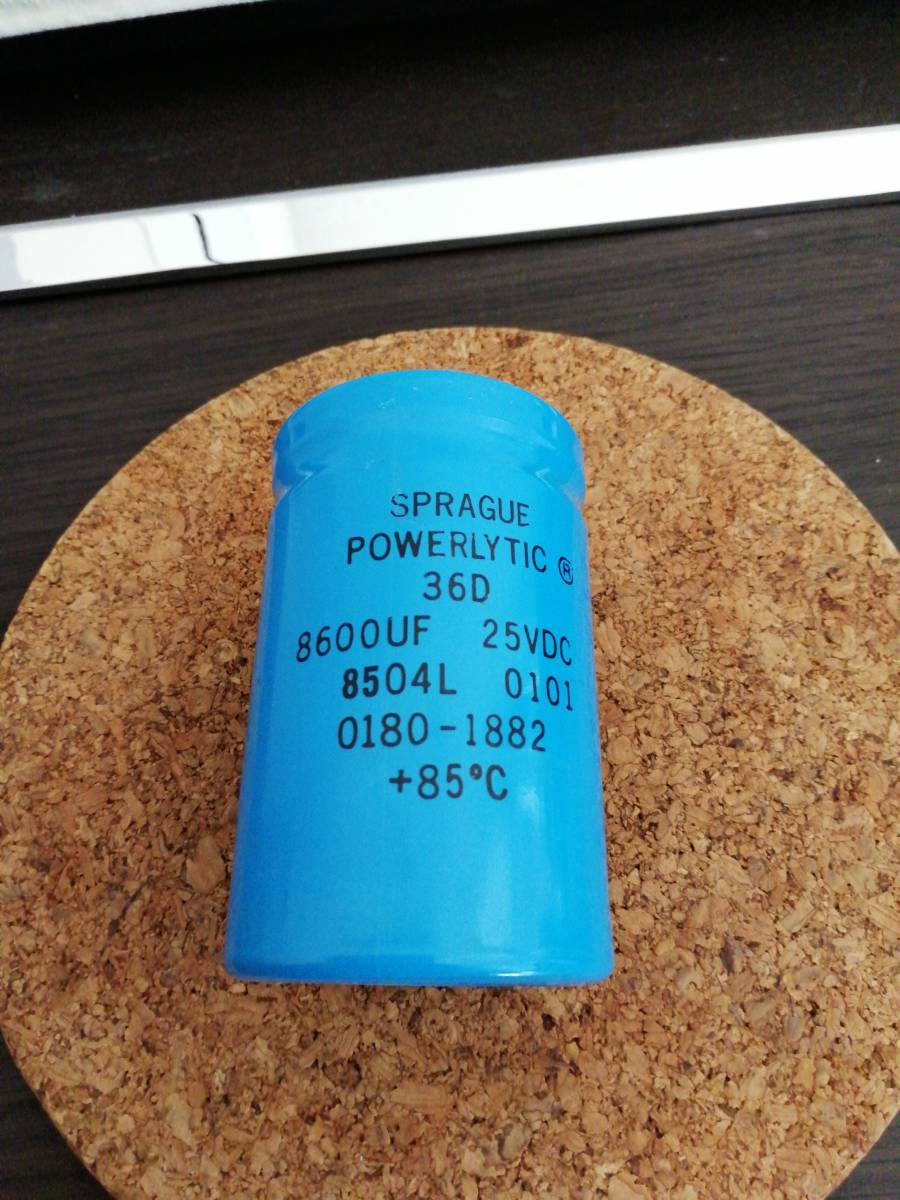 SPRAGUE
POWERLYTIC ®
36D
8600UF 25VDC
8504L 0101
0180-1882
+85°C